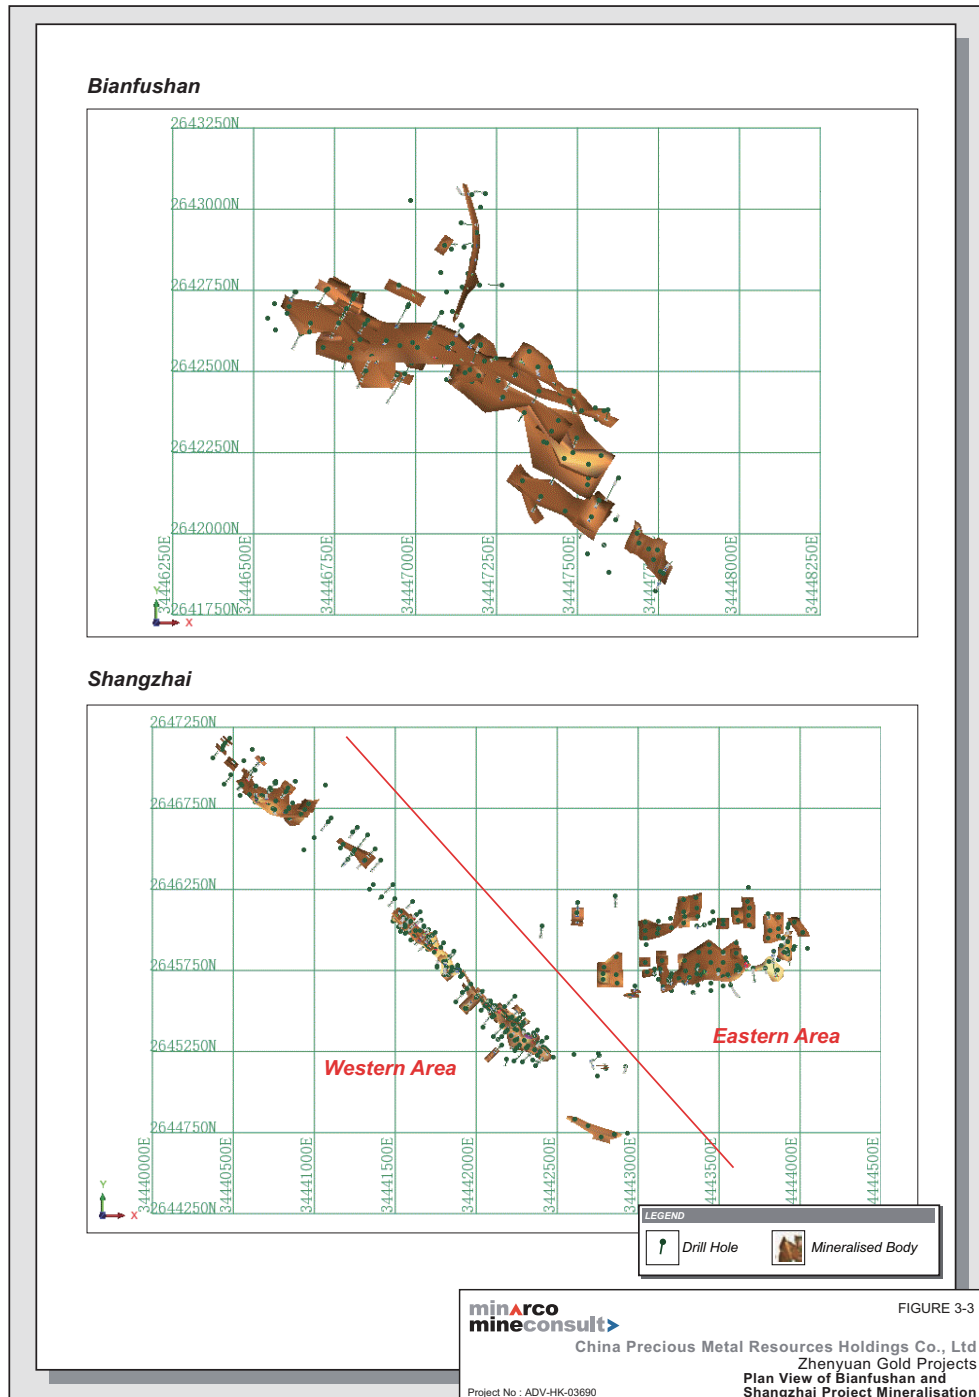 Bianfushan
2643250N
2643000N
2642750N
2642500N
2642250N
2642000N
2641750N
34446250E
34446500E
34446750E
34447000E
34447250E
34447500E
34448000E
34448250E
Y
X
Shangzhai
2647250N
2646750N
2646250N
2645750N
2645250N
2644750N
2644250N
Western Area
Eastern Area
34440000E
34440500E
34441000E
34441500E
34442000E
34442500E
34443000E
34443500E
34444000E
34444500E
Y
X
LEGEND
Drill Hole
Mineralised Body
minarco
mineconsult
FIGURE 3-3
China Precious Metal Resources Holdings Co., Ltd
Zhenyuan Gold Projects
Plan View of Bianfushan and
Shangzhai Project Mineralisation
Project No : ADV-HK-03690